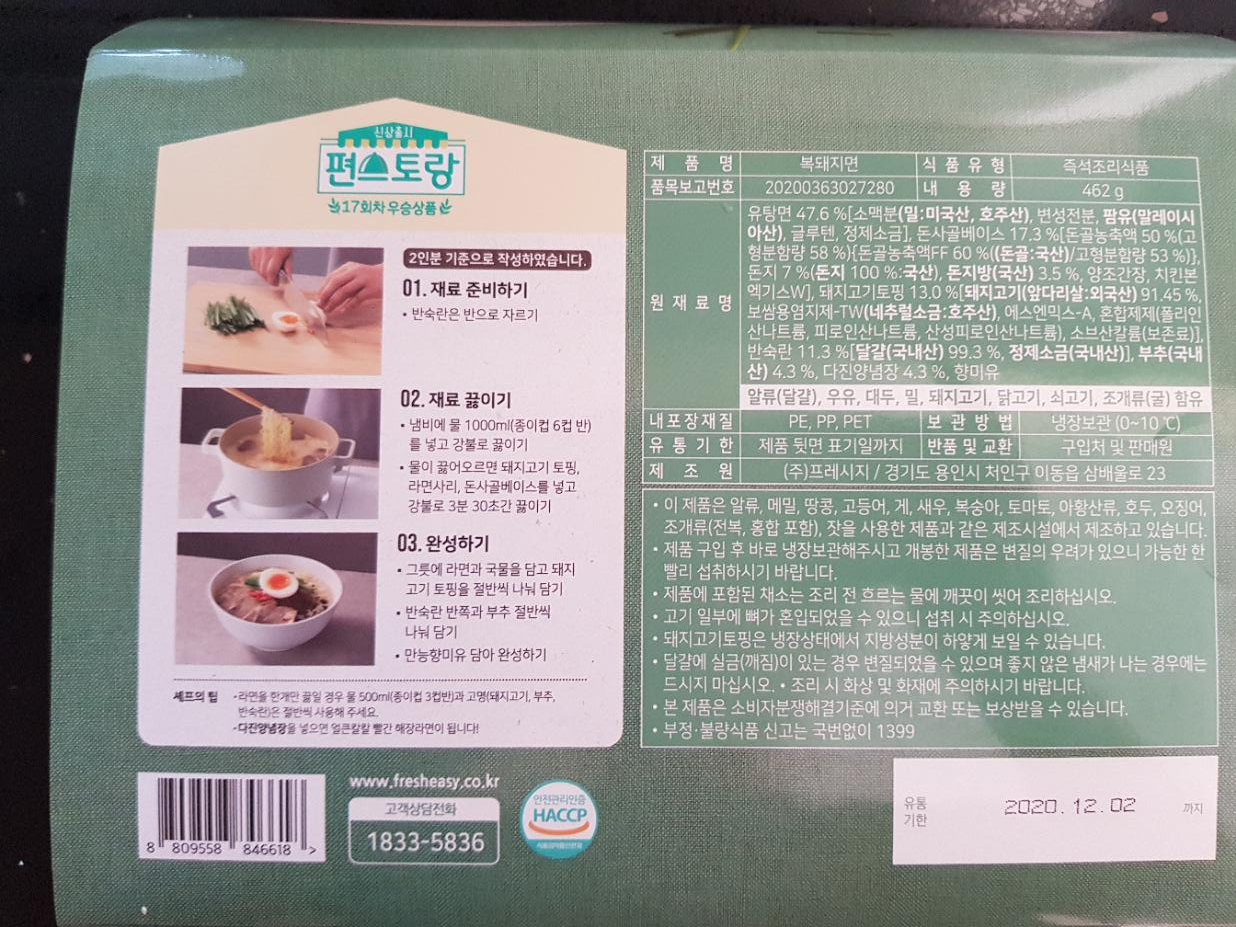 신상출시
편스토랑
17회차 우승상품
2인분 기준으로 작성하였습니다.
01. 재료 준비하기
• 반숙란은 반으로 자르기
02. 재료 끓이기
• 냄비에 물 1000ml(종이컵 6컵 반)
를 넣고 강불로 끓이기
• 물이 끓어오르면 돼지고기 토핑,
라면사리, 돈사골베이스를 넣고
강불로 3분 30초간 끓이기
03. 완성하기
• 그릇에 라면과 국물을 담고 돼지
고기 토핑을 절반씩 나눠 담기
• 반숙란 반쪽과 부추 절반씩
나눠 담기
• 만능향미유 담아 완성하기
셰프의 팁 -라면을 한개만 끓일 경우 물 500ml(종이컵 3컵반)과 고명(돼지고기, 부추,
반숙란)은 절반씩 사용해 주세요.
-다진양념장을 넣으면 얼큰칼칼 빨간 해장라면이 됩니다!
제 품 명 복돼지면 식품유형 즉석조리식품
품목보고번호 20200363027280 내 용 량 462 g
원 재 료 명
유탕면 47.6 %[소맥분(밀:미국산, 호주산), 변성전분, 팜유(말레이시
아산), 글루텐, 정제소금], 돈사골베이스 17.3 %[돈골농축액 50 %(고
형분함량 58 %){돈골농축액FF 60 %((돈골:국산)/고형분함량 53 %)},
돈지 7 %(돈지 100 %:국산), 돈지방(국산) 3.5 %, 양조간장, 치킨본
엑기스W], 돼지고기토핑 13.0 %[돼지고기(앞다리살:외국산) 91.45 %,
보쌈용염지제-TW(네추럴소금:호주산), 에스엔믹스-A, 혼합제제(폴리인
산나트륨, 피로인산나트륨, 산성피로인산나트륨), 소브산칼륨(보존료)],
반숙란 11.3 %[달걀(국내산) 99.3 %, 정제소금(국내산)], 부추(국내
산) 4.3 %, 다진양념장 4.3 %, 향미유
알류(달걀), 우유, 대두, 밀, 돼지고기, 닭고기, 쇠고기, 조개류(굴) 함유
내포장재질 PE, PP, PET 보관방법 냉장보관 (0~10 ℃)
유통기한 제품 뒷면 표기일까지 반품 및 교환 구입처 및 판매원
제 조 원 (주)프레시지 / 경기도 용인시 처인구 이동읍 삼배울로 23
• 이 제품은 알류, 메밀, 땅콩, 고등어, 게, 새우, 복숭아, 토마토, 아황산류, 호두, 오징어,
조개류(전복, 홍합 포함), 잣을 사용한 제품과 같은 제조시설에서 제조하고 있습니다.
• 제품 구입 후 바로 냉장보관해주시고 개봉한 제품은 변질의 우려가 있으니 가능한 한
빨리 섭취하시기 바랍니다.
• 제품에 포함된 채소는 조리 전 흐르는 물에 깨끗이 씻어 조리하십시오.
• 고기 일부에 뼈가 혼입되었을 수 있으니 섭취 시 주의하십시오.
• 돼지고기토핑은 냉장상태에서 지방성분이 하얗게 보일 수 있습니다.
• 달걀에 실금(깨짐)이 있는 경우 변질되었을 수 있으며 좋지 않은 냄새가 나는 경우에는
드시지 마십시오. • 조리 시 화상 및 화재에 주의하시기 바랍니다.
• 본 제품은 소비자분쟁해결기준에 의거 교환 또는 보상받을 수 있습니다.
• 부정·불량식품 신고는 국번없이 1399
8 809558 846618 >
www.fresheasy.co.kr
고객상담전화
1833-5836
안전관리인증
HACCP
유통
기한
2020.12.02
까지